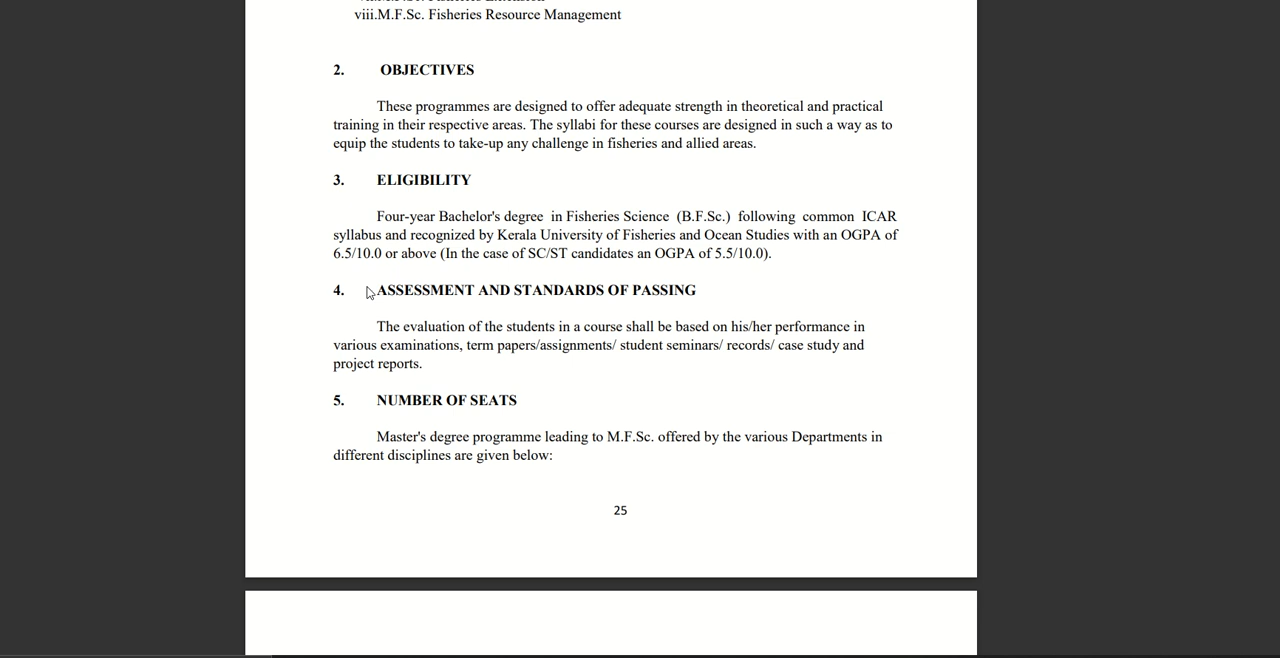 viii.M.F.Sc. Fisheries Resource Management
2. OBJECTIVES
These programmes are designed to offer adequate strength in theoretical and practical
training in their respective areas. The syllabi for these courses are designed in such a way as to
equip the students to take-up any challenge in fisheries and allied areas.
3. ELIGIBILITY
Four-year Bachelor's degree in Fisheries Science (B.F.Sc.) following common ICAR
syllabus and recognized by Kerala University of Fisheries and Ocean Studies with an OGPA of
6.5/10.0 or above (In the case of SC/ST candidates an OGPA of 5.5/10.0).
4. ASSESSMENT AND STANDARDS OF PASSING
The evaluation of the students in a course shall be based on his/her performance in
various examinations, term papers/assignments/ student seminars/ records/ case study and
project reports.
5. NUMBER OF SEATS
Master's degree programme leading to M.F.Sc. offered by the various Departments in
different disciplines are given below:
25